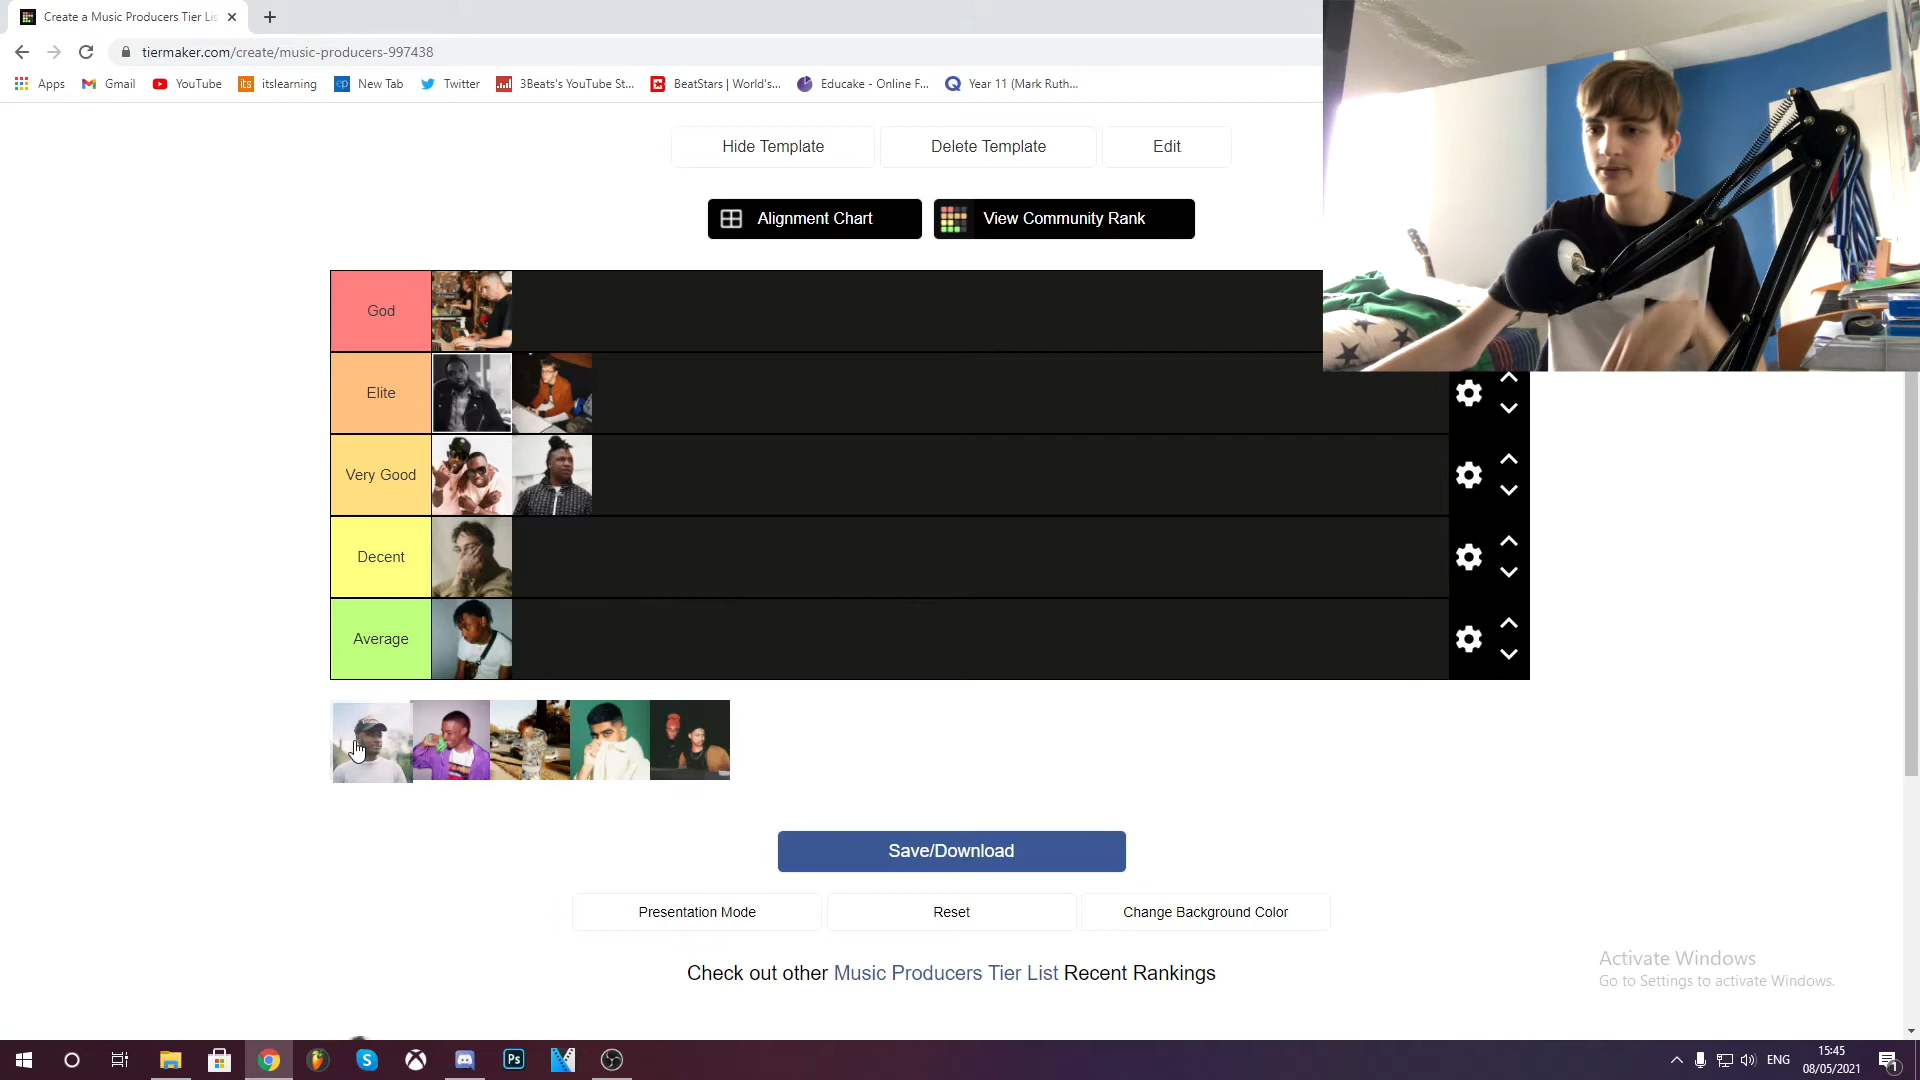 Create a Music Producers Tier Lis
tiermaker.com/create/music-producers-997438
Apps Gmail YouTube its itslearning cp New Tab Twitter 3Beats's YouTube St... BeatStars | World's... Educake - Online F... Year 11 (Mark Ruth...
Hide Template Delete Template Edit
Alignment Chart View Community Rank
God
Elite
Very Good
Decent
Average
Save/Download
Presentation Mode Reset Change Background Color
Check out other Music Producers Tier List Recent Rankings
Activate Windows
Go to Settings to activate Windows.
Ps
ENG
15:45
08/05/2021
1